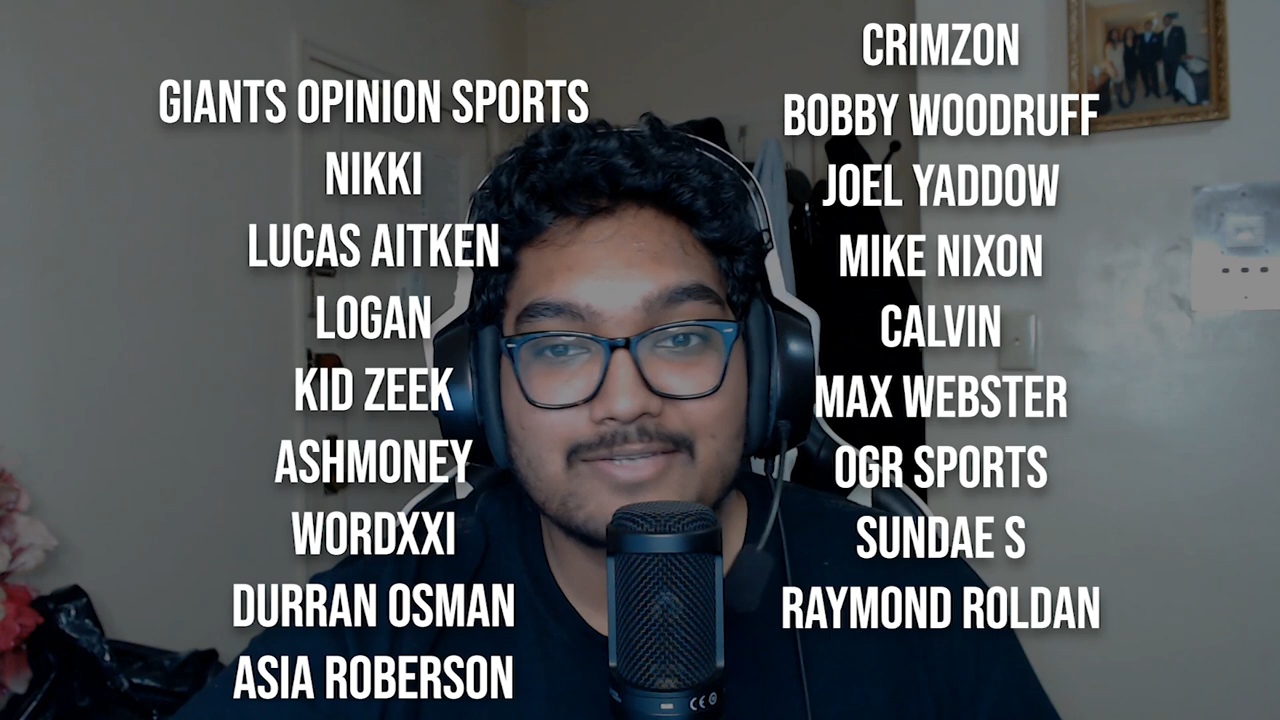 GIANTS OPINION SPORTS
NIKKI
LUCAS AITKEN
LOGAN
KID ZEEK
ASHMONEY
WORDXXI
DURRAN OSMAN
ASIA ROBERSON
CRIMZON
BOBBY WOODRUFF
JOEL YADDOW
MIKE NIXON
CALVIN
MAX WEBSTER
OGR SPORTS
SUNDAE S
RAYMOND ROLDAN
CE